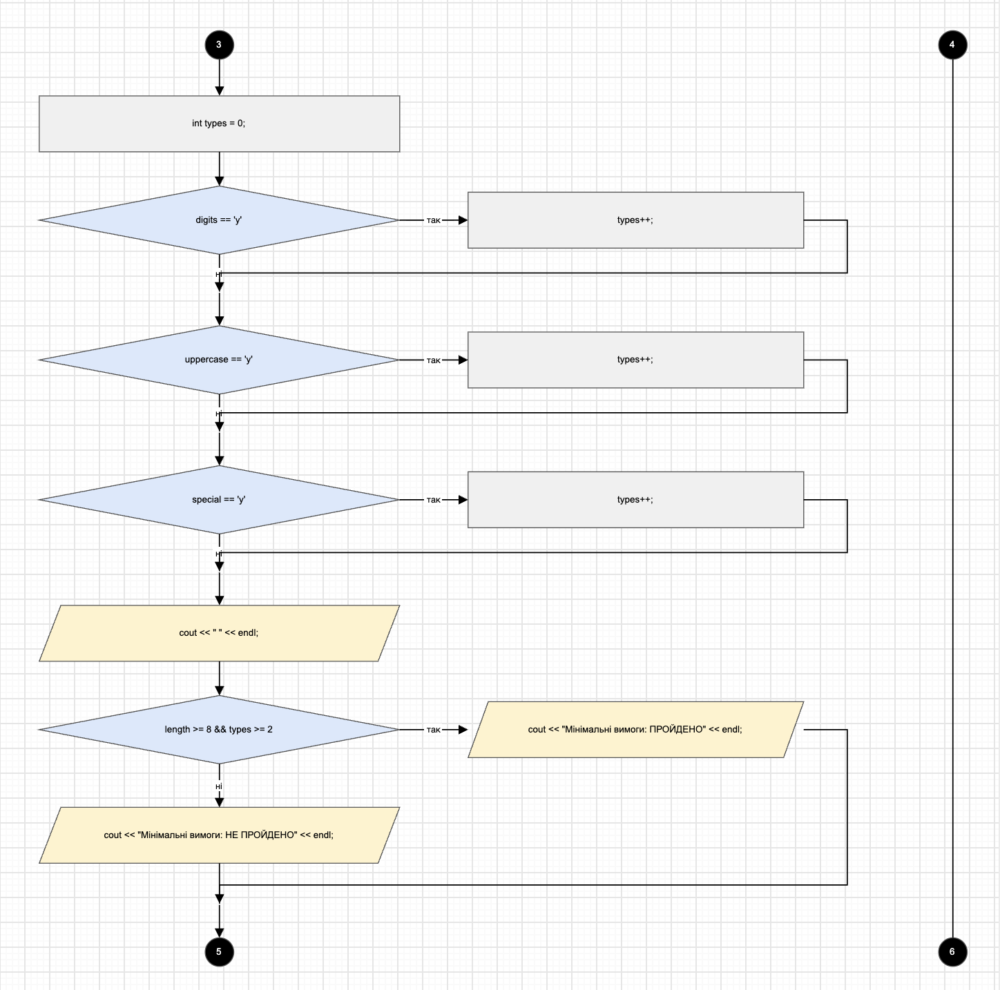 3
4
int types = 0;
digits == 'y'
так
types++;
ні
uppercase == 'y'
так
types++;
ні
special == 'y'
так
types++;
ні
cout << " " << endl;
length >= 8 && types >= 2
так
cout << "Мінімальні вимоги: ПРОЙДЕНО" << endl;
ні
cout << "Мінімальні вимоги: НЕ ПРОЙДЕНО" << endl;
5
6